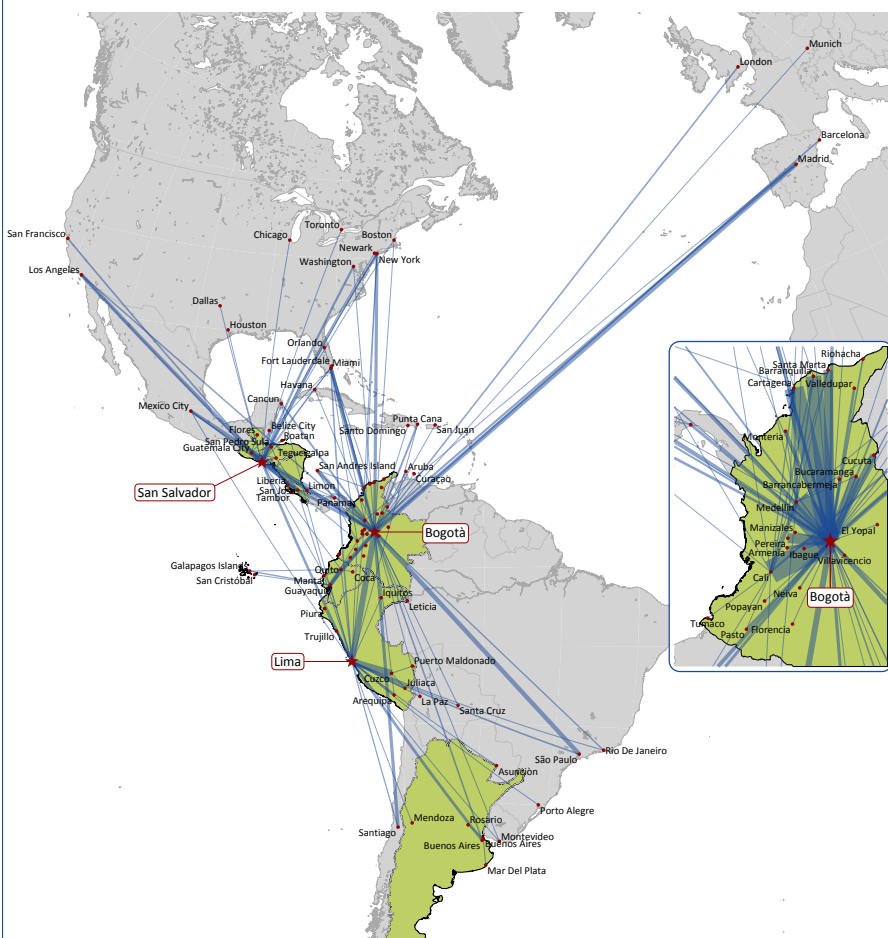 Munich
London
Barcelona
Madrid
San Francisco
Chicago
Toronto
Boston
Newark
New York
Washington
Los Angeles
Dallas
Houston
Orlando
Fort Lauderdale
Miami
Havana
Cancun
Mexico City
Flores
Belize City
Roatan
San Pedro Sula
Guatemala City
Tegucigalpa
San Salvador
Punta Cana
Santo Domingo
San Juan
San Andres Island
Aruba
Curaçao
Liberia
Limon
San Jose
Tambor
Panama
Bogotà
Galapagos Island
San Cristóbal
Quito
Manta
Coca
Guayaquil
Iquitos
Leticia
Piura
Trujillo
Lima
Puerto Maldonado
Cuzco
Juliaca
Arequipa
La Paz
Santa Cruz
Rio De Janeiro
São Paulo
Asunciòn
Porto Alegre
Mendoza
Rosario
Santiago
Montevideo
Buenos Aires
Buenos Aires
Mar Del Plata
Riohacha
Santa Marta
Barranquilla
Cartagena
Valledupar
Monteria
Cucuta
Bucaramanga
Barrancabermeja
Medellin
Manizales
El Yopal
Pereira
Armenia
Ibague
Villavicencio
Cali
Neiva
Bogotà
Popayan
Tumaco
Pasto
Florencia